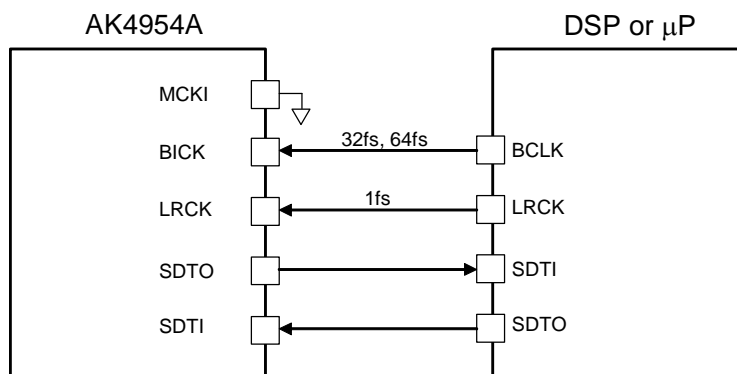 AK4954A
DSP or μP
MCKI
BICK
32fs, 64fs
BCLK
LRCK
1fs
LRCK
SDTO
SDTI
SDTI
SDTO